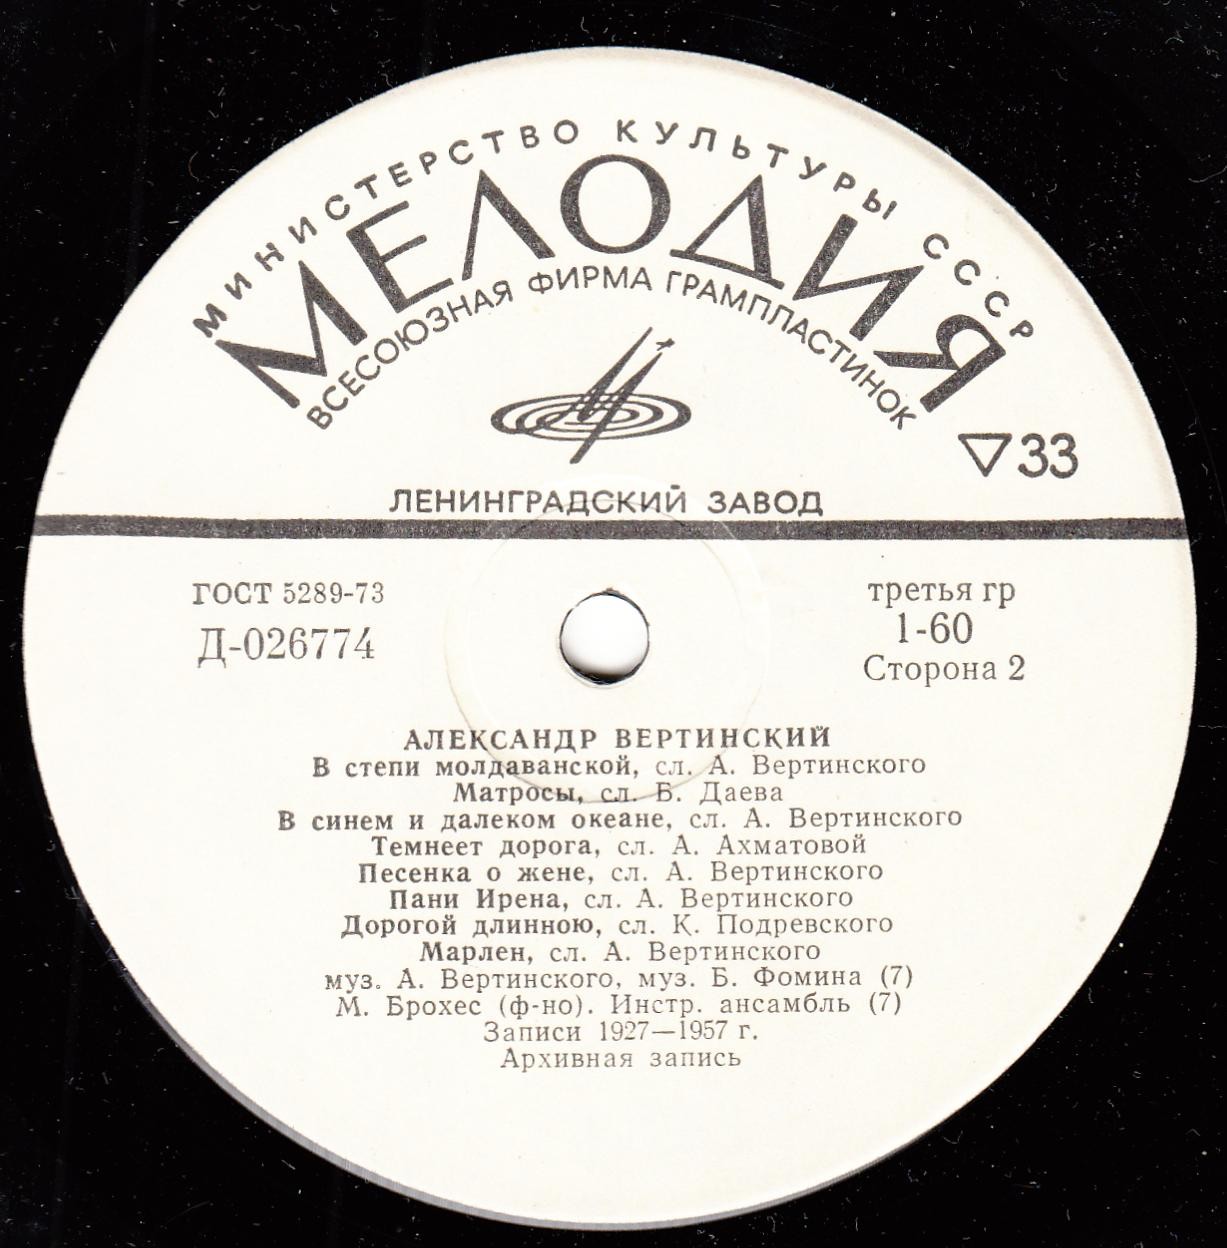 МИНИСТЕРСТВО КУЛЬТУРЫ СССР
МЕЛОДИЯ
ВСЕСОЮЗНАЯ ФИРМА ГРАМПЛАСТИНОК
▽33
ЛЕНИНГРАДСКИЙ ЗАВОД
ГОСТ 5289-73
Д-026774
третья гр
1-60
Сторона 2
АЛЕКСАНДР ВЕРТИНСКИЙ
В степи молдаванской, сл. А. Вертинского
Матросы, сл. Б. Даева
В синем и далеком океане, сл. А. Вертинского
Темнеет дорога, сл. А. Ахматовой
Песенка о жене, сл. А. Вертинского
Пани Ирена, сл. А. Вертинского
Дорогой длинною, сл. К. Подревского
Марлен, сл. А. Вертинского
муз. А. Вертинского, муз. Б. Фомина (7)
М. Брохес (ф-но). Инстр. ансамбль (7)
Записи 1927—1957 г.
Архивная запись